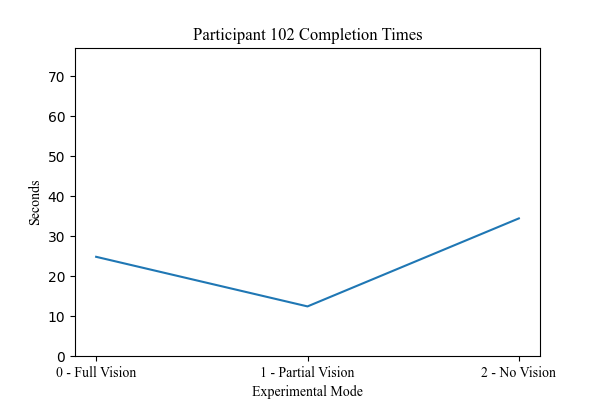 Participant 102 Completion Times
70
60
50
40
30
20
10
0
Seconds
0 - Full Vision
1 - Partial Vision
2 - No Vision
Experimental Mode